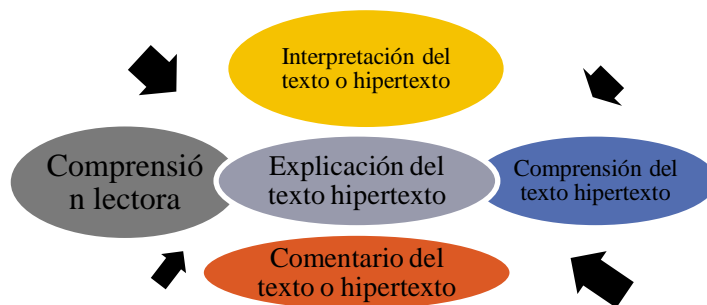 Interpretación del
texto o hipertexto
Comprensió
n lectora
Explicación del
texto hipertexto
Comprensión del
texto hipertexto
Comentario del
texto o hipertexto